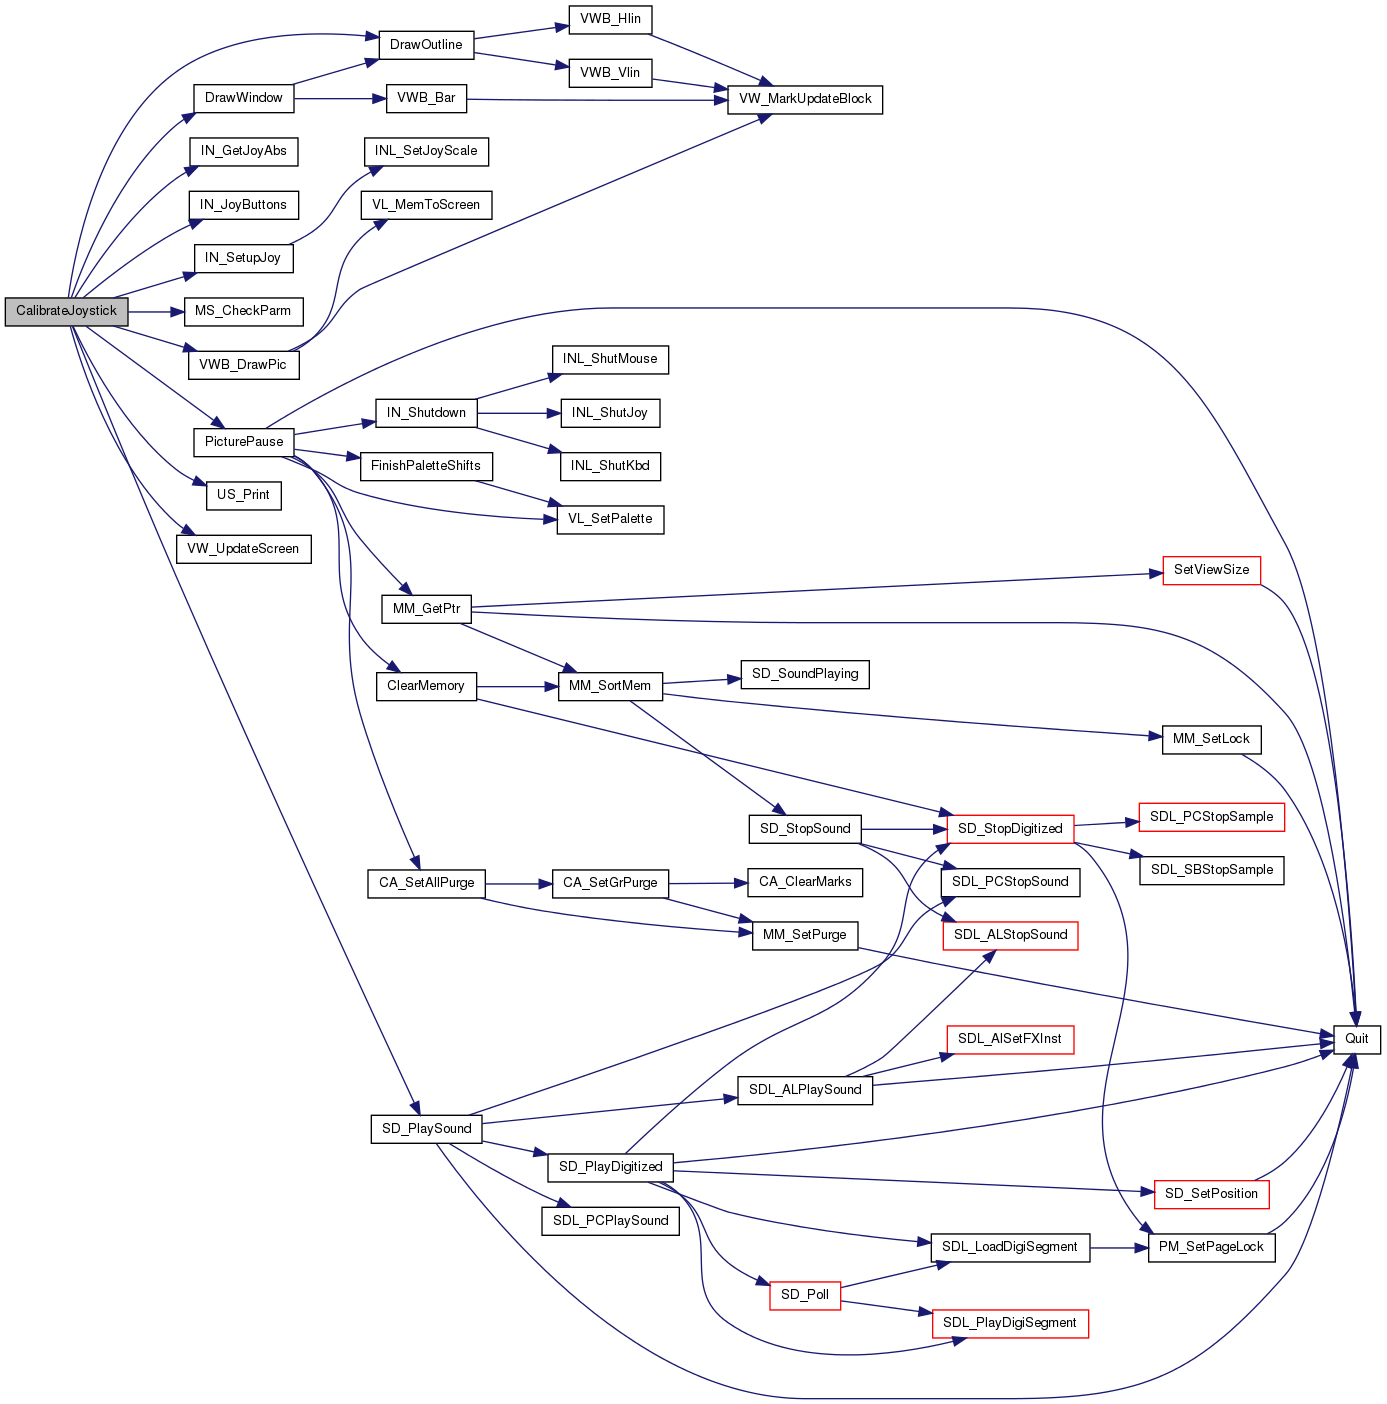 VWB_Hlin
DrawOutline
VWB_Vlin
DrawWindow
VWB_Bar
VW_MarkUpdateBlock
IN_GetJoyAbs
INL_SetJoyScale
IN_JoyButtons
VL_MemToScreen
IN_SetupJoy
CalibrateJoystick
MS_CheckParm
VWB_DrawPic
INL_ShutMouse
IN_Shutdown
INL_ShutJoy
PicturePause
FinishPaletteShifts
INL_ShutKbd
US_Print
VL_SetPalette
VW_UpdateScreen
SetViewSize
MM_GetPtr
SD_SoundPlaying
ClearMemory
MM_SortMem
MM_SetLock
SDL_PCStopSample
SD_StopSound
SD_StopDigitized
SDL_SBStopSample
CA_SetAllPurge
CA_SetGrPurge
CA_ClearMarks
SDL_PCStopSound
MM_SetPurge
SDL_ALStopSound
SDL_AlSetFXInst
Quit
SDL_ALPlaySound
SD_PlaySound
SD_PlayDigitized
SD_SetPosition
SDL_PCPlaySound
SDL_LoadDigiSegment
PM_SetPageLock
SD_Poll
SDL_PlayDigiSegment